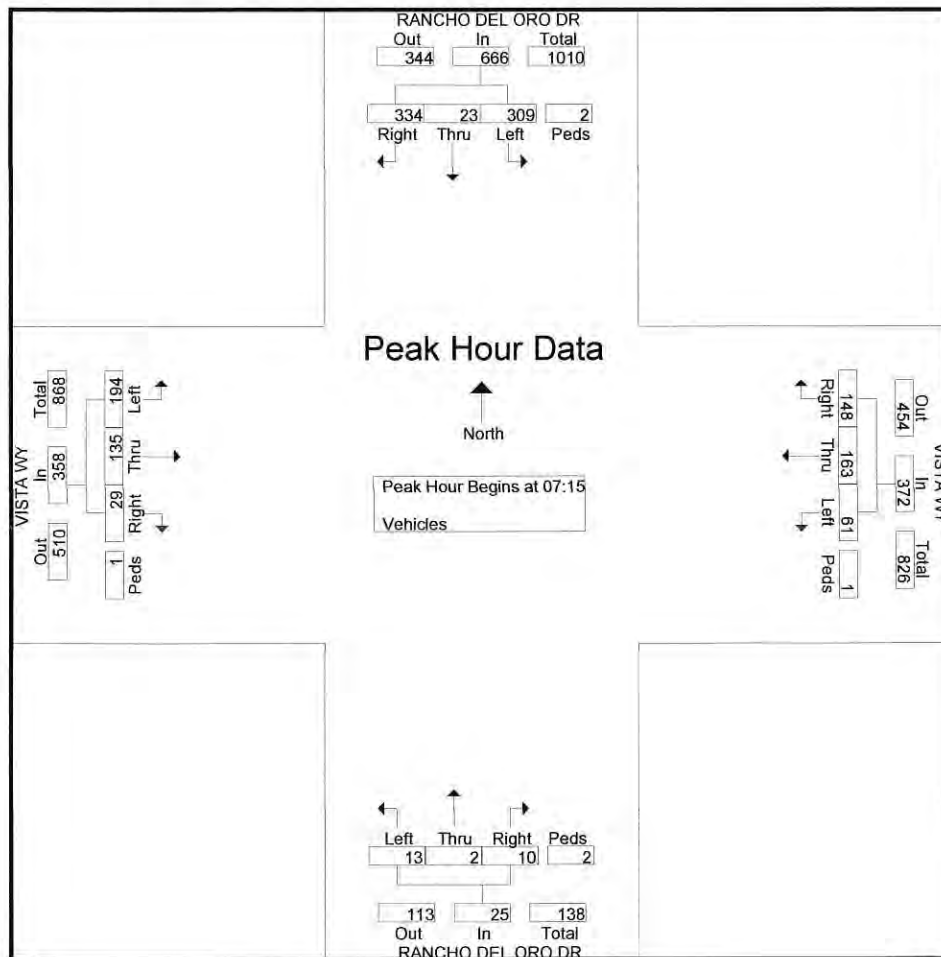 RANCHO DEL ORO DR
Out In Total
344 666 1010
334 23 309 2
Right Thru Left Peds
Peak Hour Data
North
Peak Hour Begins at 07:15
Vehicles
VISTA WY
Total In Out
868 358 510
194 135 29 1
Left Thru Right Peds
Right Thru Left Peds
148 163 61 1
Out In Total
454 372 826
VISTA WY
Left Thru Right Peds
13 2 10 2
113 25 138
Out In Total
RANCHO DEL ORO DR